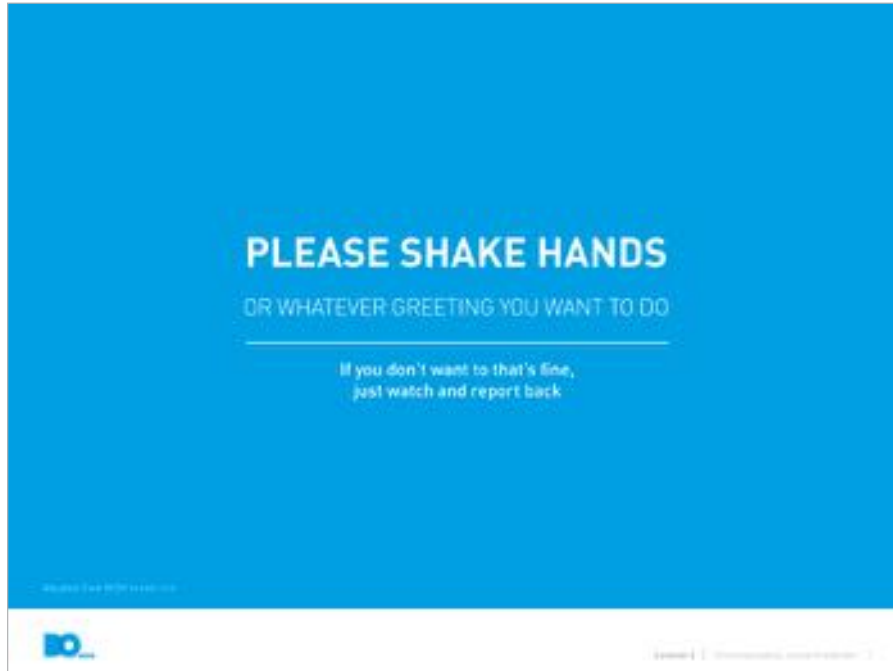 PLEASE SHAKE HANDS
OR WHATEVER GREETING YOU WANT TO DO
If you don't want to that's fine,
just watch and report back